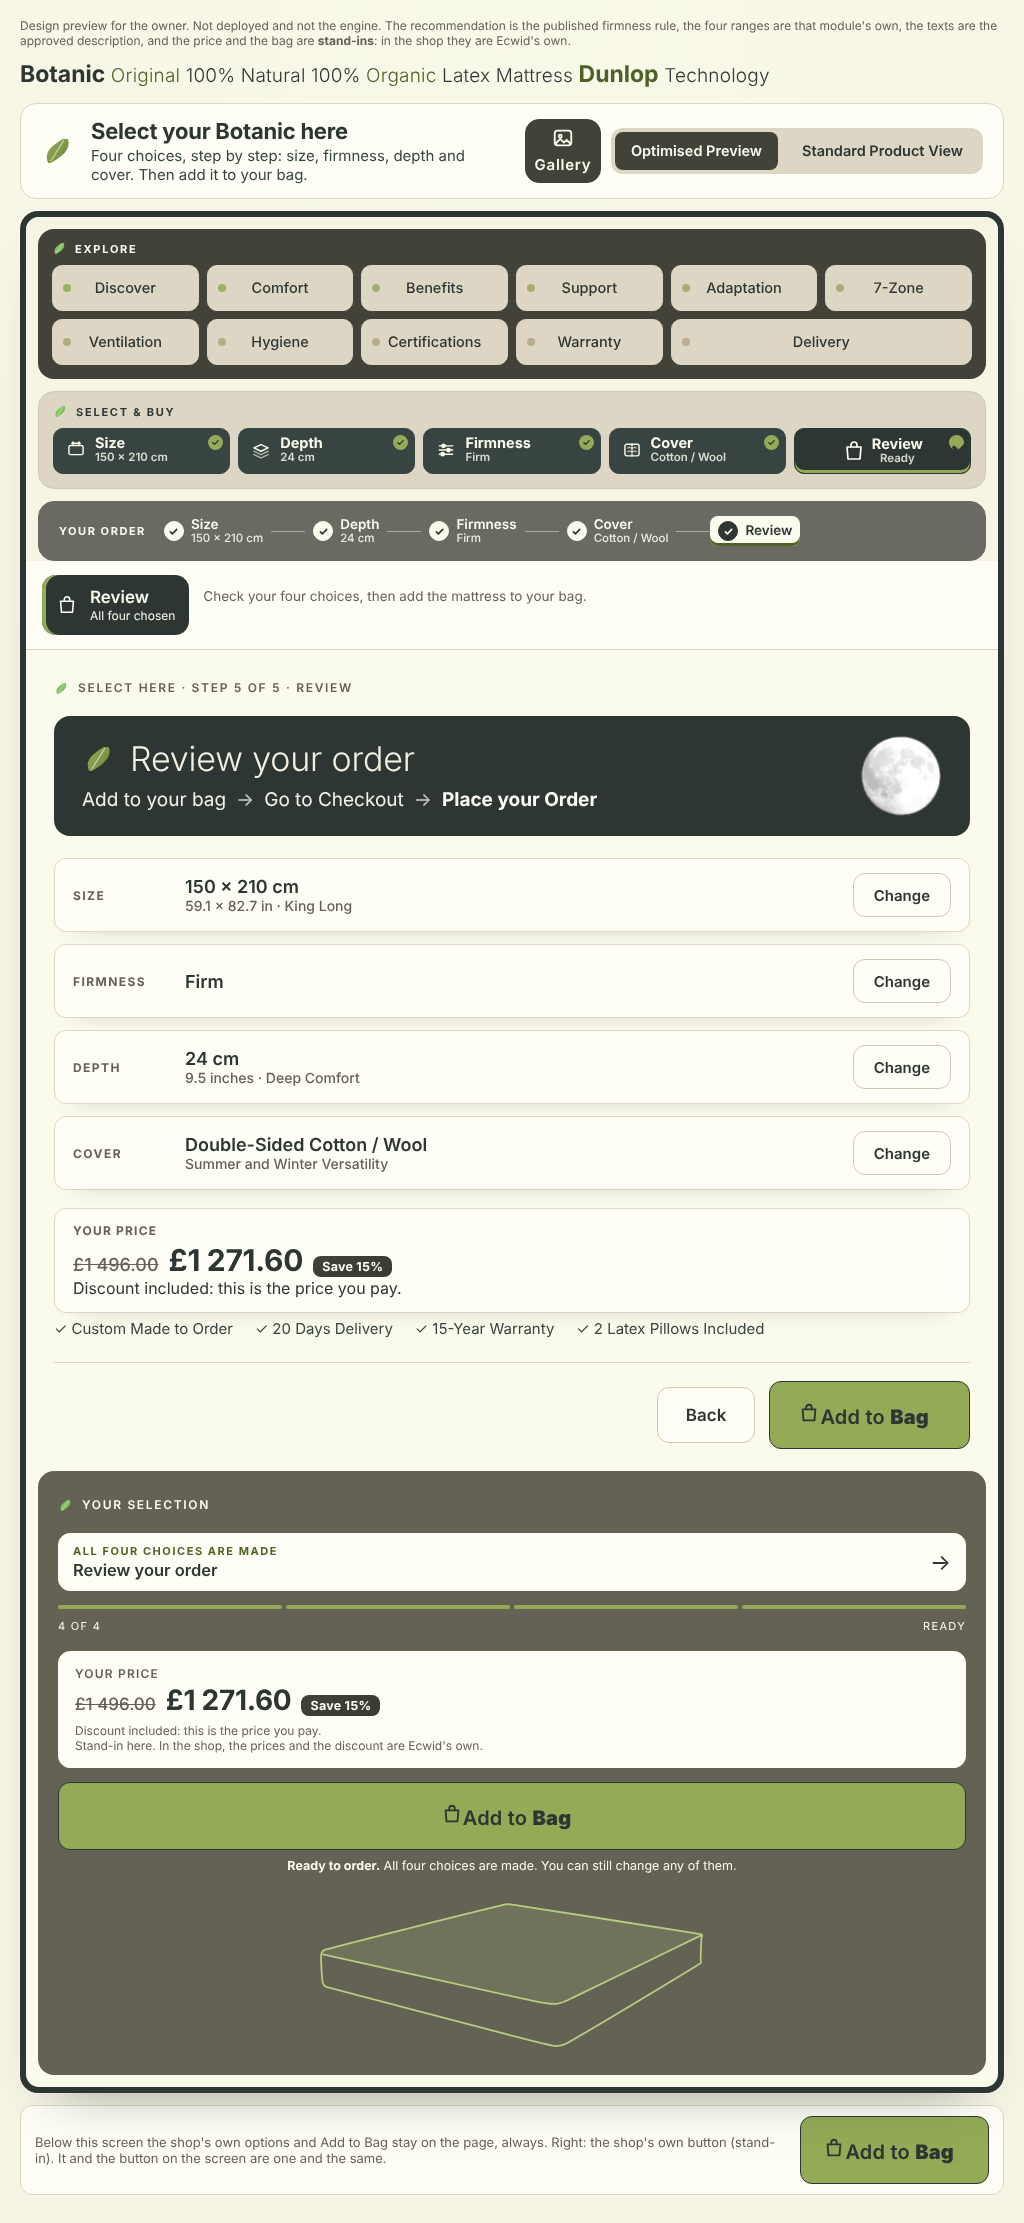 Design preview for the owner. Not deployed and not the engine. The recommendation is the published firmness rule, the four ranges are that module's own, the texts are the
approved description, and the price and the bag are stand-ins: in the shop they are Ecwid's own.
Botanic Original 100% Natural 100% Organic Latex Mattress Dunlop Technology
Select your Botanic here
Four choices, step by step: size, firmness, depth and
cover. Then add it to your bag.
Gallery
Optimised Preview
Standard Product View
EXPLORE
Discover
Comfort
Benefits
Support
Adaptation
7-Zone
Ventilation
Hygiene
Certifications
Warranty
Delivery
SELECT & BUY
Size
150 × 210 cm
Depth
24 cm
Firmness
Firm
Cover
Cotton / Wool
Review
Ready
YOUR ORDER
Size
150 × 210 cm
Depth
24 cm
Firmness
Firm
Cover
Cotton / Wool
Review
Review
All four chosen
Check your four choices, then add the mattress to your bag.
SELECT HERE · STEP 5 OF 5 · REVIEW
Review your order
Add to your bag → Go to Checkout → Place your Order
SIZE
150 × 210 cm
59.1 × 82.7 in · King Long
Change
FIRMNESS
Firm
Change
DEPTH
24 cm
9.5 inches · Deep Comfort
Change
COVER
Double-Sided Cotton / Wool
Summer and Winter Versatility
Change
YOUR PRICE
£1 496.00 £1 271.60 Save 15%
Discount included: this is the price you pay.
✓ Custom Made to Order ✓ 20 Days Delivery ✓ 15-Year Warranty ✓ 2 Latex Pillows Included
Back
Add to Bag
YOUR SELECTION
ALL FOUR CHOICES ARE MADE
Review your order →
4 OF 4
READY
YOUR PRICE
£1 496.00 £1 271.60 Save 15%
Discount included: this is the price you pay.
Stand-in here. In the shop, the prices and the discount are Ecwid's own.
Add to Bag
Ready to order. All four choices are made. You can still change any of them.
Below this screen the shop's own options and Add to Bag stay on the page, always. Right: the shop's own button (stand-
in). It and the button on the screen are one and the same.
Add to Bag